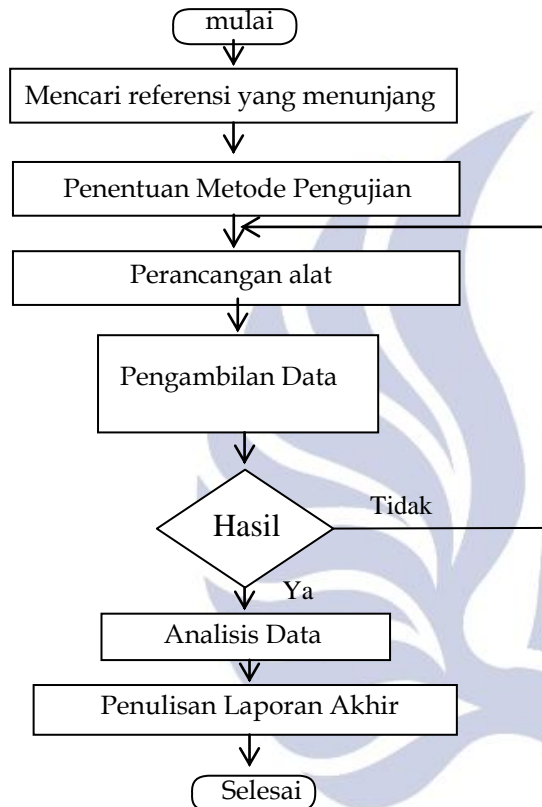 mulai
Mencari referensi yang menunjang
Penentuan Metode Pengujian
Perancangan alat
Pengambilan Data
Hasil
Tidak
Ya
Analisis Data
Penulisan Laporan Akhir
Selesai